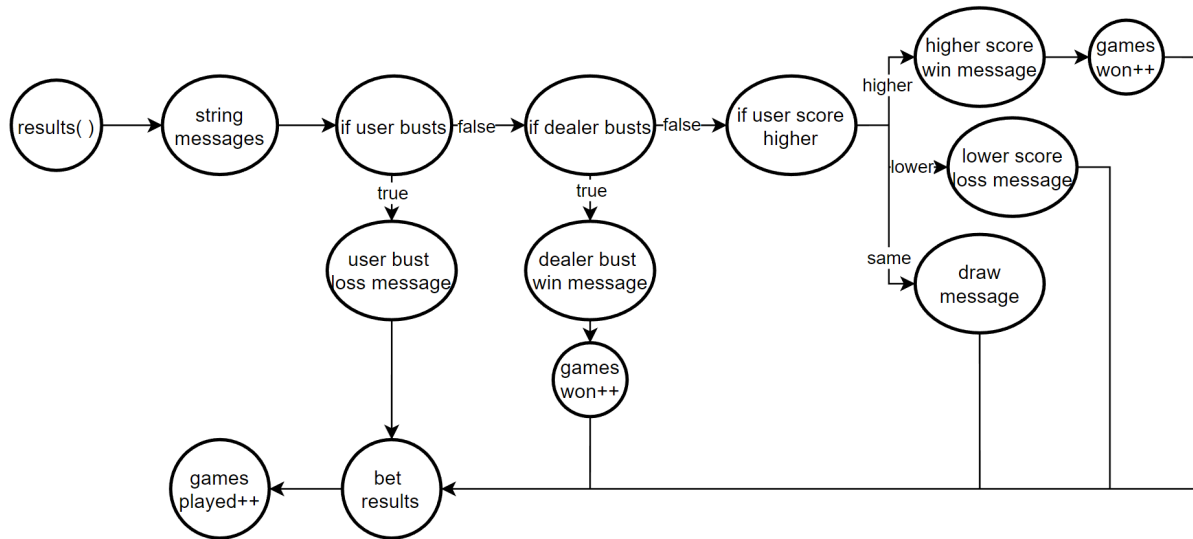 results( )
string
messages
if user busts
false
if dealer busts
false
if user score
higher
higher
higher score
win message
games
won++
lower
lower score
loss message
same
draw
message
true
user bust
loss message
true
dealer bust
win message
games
won++
bet
results
games
played++